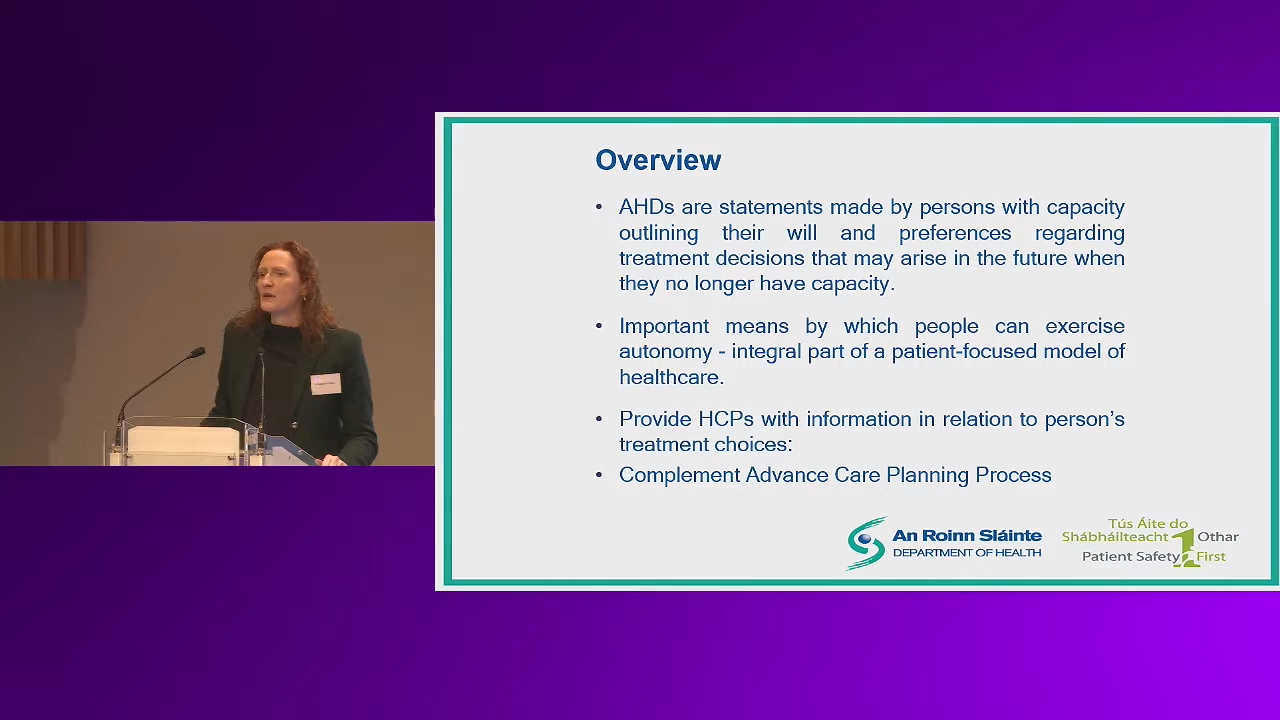 Overview
• AHDs are statements made by persons with capacity
outlining their will and preferences regarding
treatment decisions that may arise in the future when
they no longer have capacity.
• Important means by which people can exercise
autonomy - integral part of a patient-focused model of
healthcare.
• Provide HCPs with information in relation to person’s
treatment choices:
• Complement Advance Care Planning Process
An Roinn Sláinte
DEPARTMENT OF HEALTH
Tús Áite do
Shábháilteacht 1 Othar
Patient Safety First